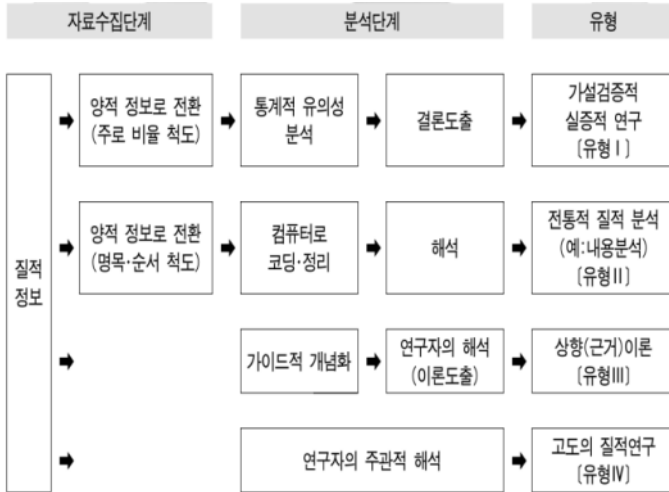 자료수집단계
분석단계
유형
질적
정보
양적 정보로 전환
(주로 비율 척도)
통계적 유의성
분석
결론도출
가설검증적
실증적 연구
(유형Ⅰ)
양적 정보로 전환
(명목·순서 척도)
컴퓨터로
코딩·정리
해석
전통적 질적 분석
(예:내용분석)
(유형II)
가이드적 개념화
연구자의 해석
(이론도출)
상향(근거)이론
(유형III)
연구자의 주관적 해석
고도의 질적연구
(유형IV)